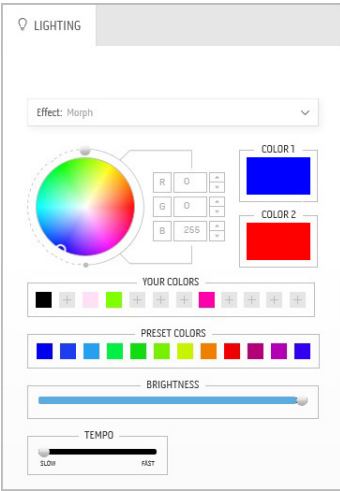 LIGHTING
Effect: Morph
COLOR 1
R 0
G 0
B 255
COLOR 2
YOUR COLORS
+ + + + + + + +
PRESET COLORS
BRIGHTNESS
TEMPO
SLOW FAST